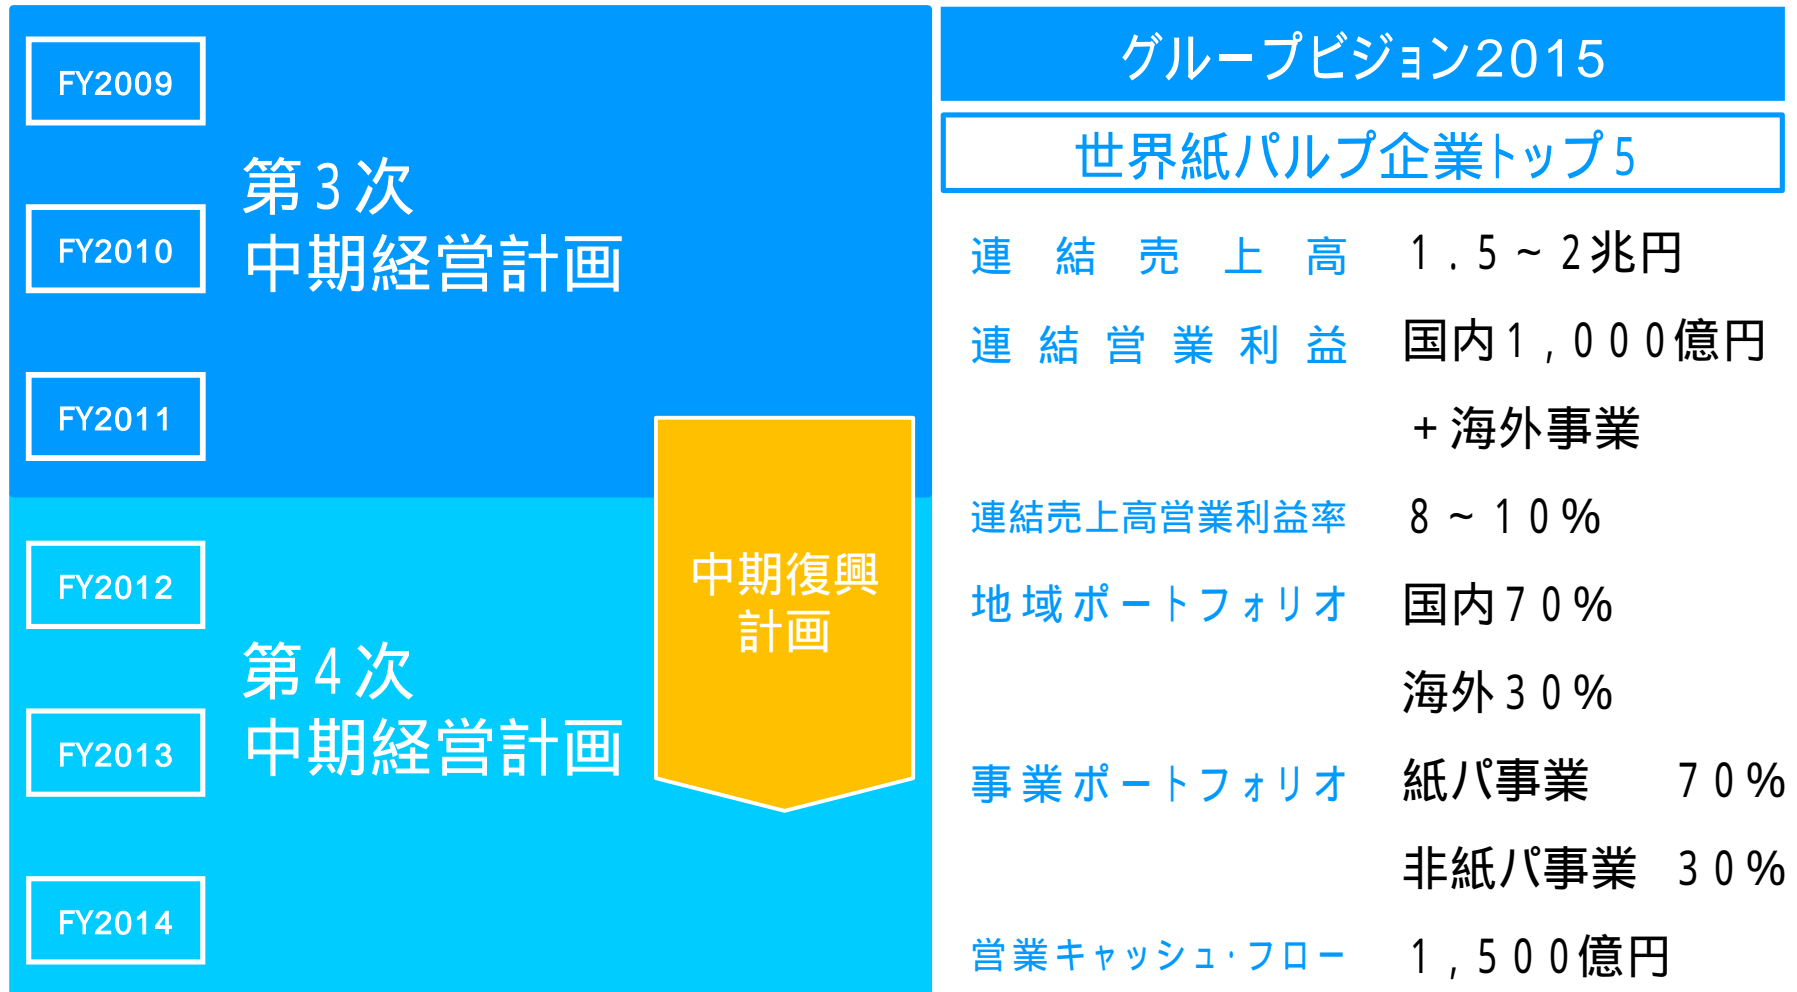 FY2009
FY2010
FY2011
第3次
中期経営計画
FY2012
FY2013
FY2014
第4次
中期経営計画
中期復興
計画
グループビジョン2015
世界紙パルプ企業トップ5
連結売上高 1.5~2兆円
連結営業利益 国内1,000億円
+海外事業
連結売上高営業利益率 8~10%
地域ポートフォリオ 国内70%
海外30%
事業ポートフォリオ 紙パ事業 70%
非紙パ事業 30%
営業キャッシュ・フロー 1,500億円